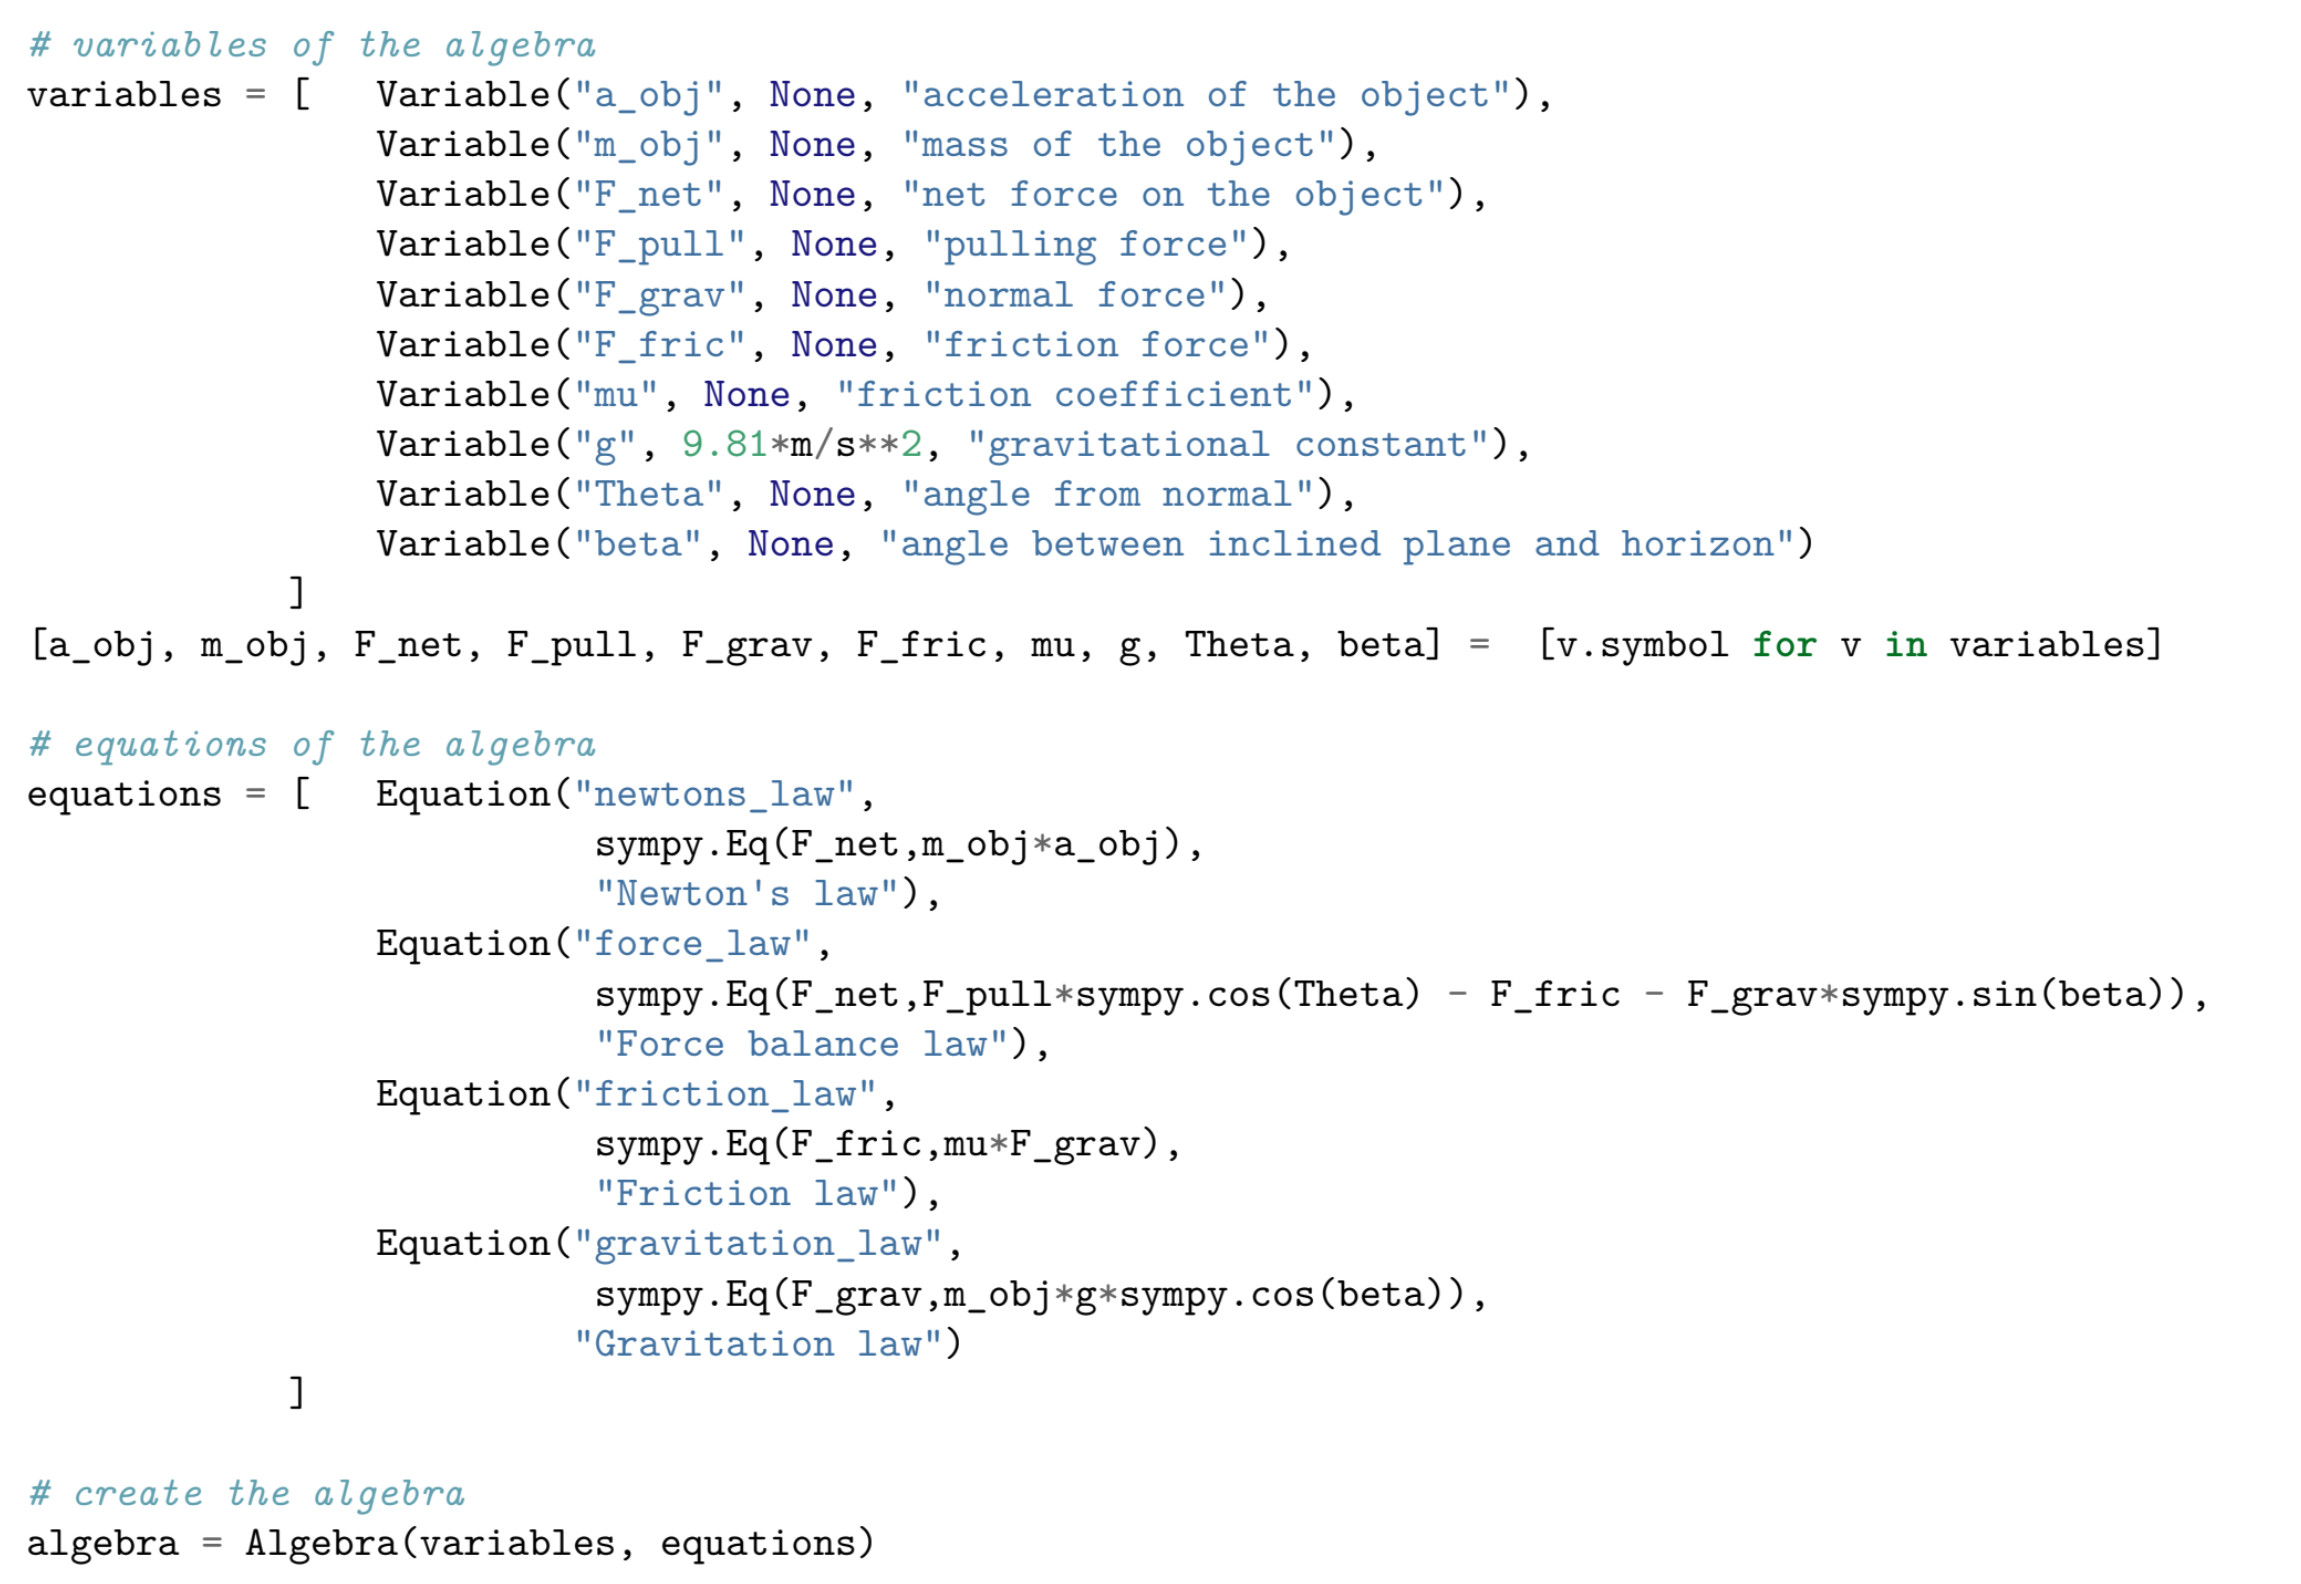 # variables of the algebra
variables = [   Variable("a_obj", None, "acceleration of the object"),
                Variable("m_obj", None, "mass of the object"),
                Variable("F_net", None, "net force on the object"),
                Variable("F_pull", None, "pulling force"),
                Variable("F_grav", None, "normal force"),
                Variable("F_fric", None, "friction force"),
                Variable("mu", None, "friction coefficient"),
                Variable("g", 9.81*m/s**2, "gravitational constant"),
                Variable("Theta", None, "angle from normal"),
                Variable("beta", None, "angle between inclined plane and horizon")
            ]
[a_obj, m_obj, F_net, F_pull, F_grav, F_fric, mu, g, Theta, beta] =  [v.symbol for v in variables]

# equations of the algebra
equations = [   Equation("newtons_law",
                          sympy.Eq(F_net,m_obj*a_obj),
                          "Newton's law"),
                Equation("force_law",
                          sympy.Eq(F_net,F_pull*sympy.cos(Theta) - F_fric - F_grav*sympy.sin(beta)),
                          "Force balance law"),
                Equation("friction_law",
                          sympy.Eq(F_fric,mu*F_grav),
                          "Friction law"),
                Equation("gravitation_law",
                          sympy.Eq(F_grav,m_obj*g*sympy.cos(beta)),
                         "Gravitation law")
            ]

# create the algebra
algebra = Algebra(variables, equations)